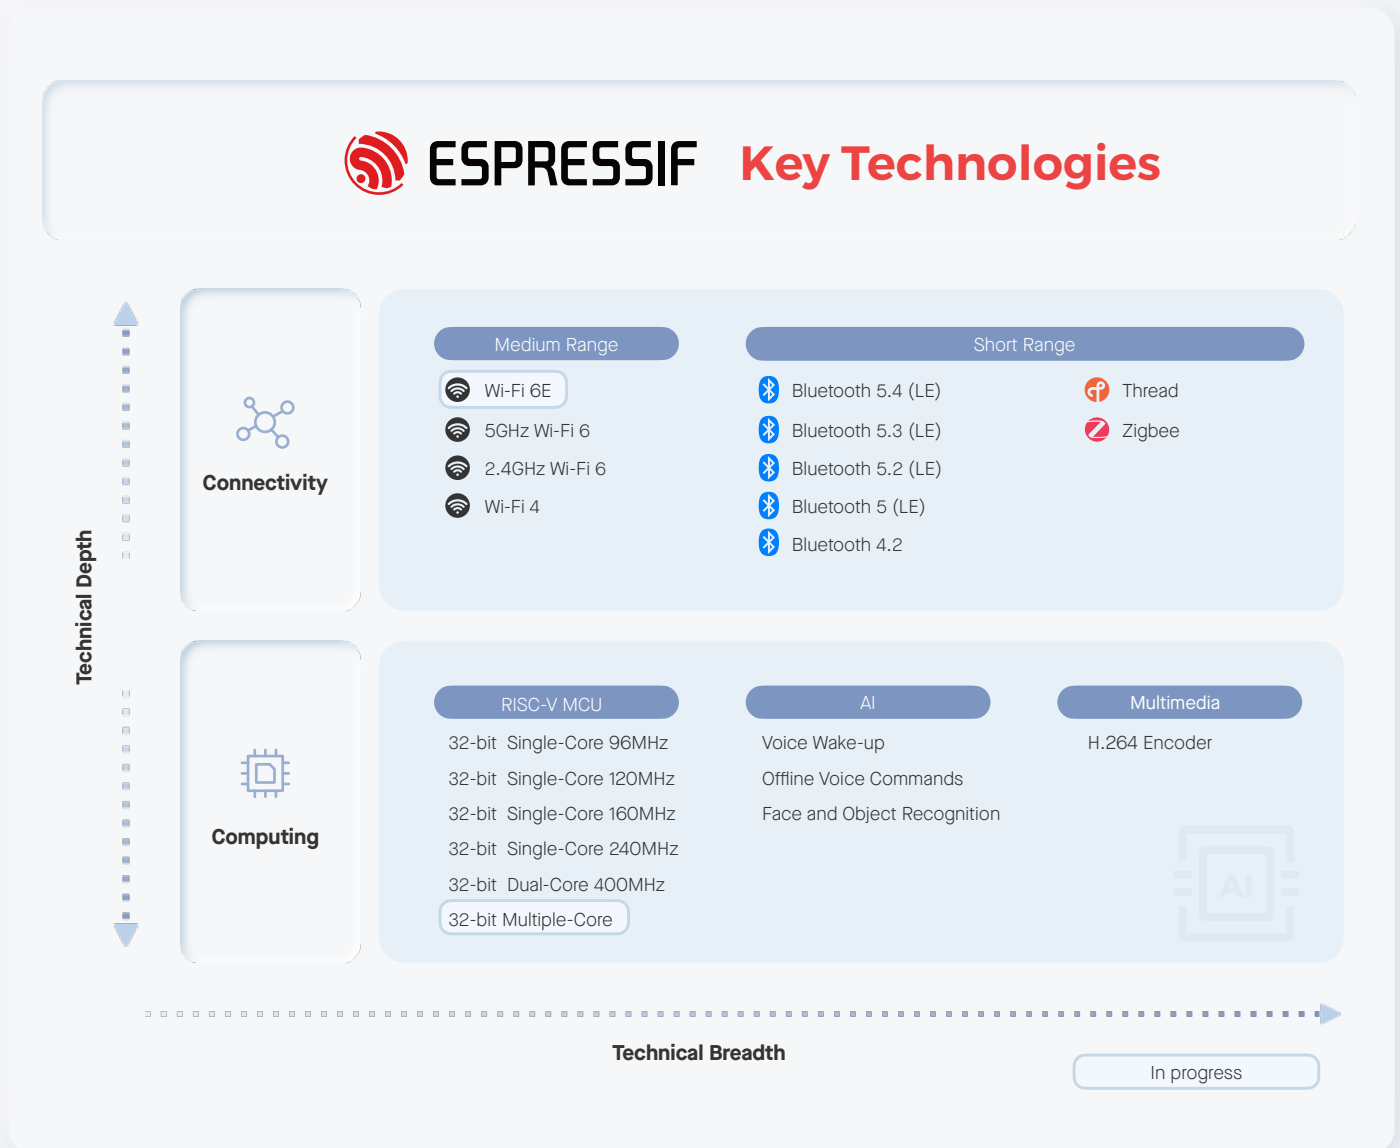 ESPRESSIF Key Technologies
Technical Depth
Connectivity
Medium Range
Wi-Fi 6E
5GHz Wi-Fi 6
2.4GHz Wi-Fi 6
Wi-Fi 4
Short Range
Bluetooth 5.4 (LE)
Bluetooth 5.3 (LE)
Bluetooth 5.2 (LE)
Bluetooth 5 (LE)
Bluetooth 4.2
Thread
Zigbee
Computing
RISC-V MCU
32-bit Single-Core 96MHz
32-bit Single-Core 120MHz
32-bit Single-Core 160MHz
32-bit Single-Core 240MHz
32-bit Dual-Core 400MHz
32-bit Multiple-Core
AI
Voice Wake-up
Offline Voice Commands
Face and Object Recognition
Multimedia
H.264 Encoder
AI
Technical Breadth
In progress